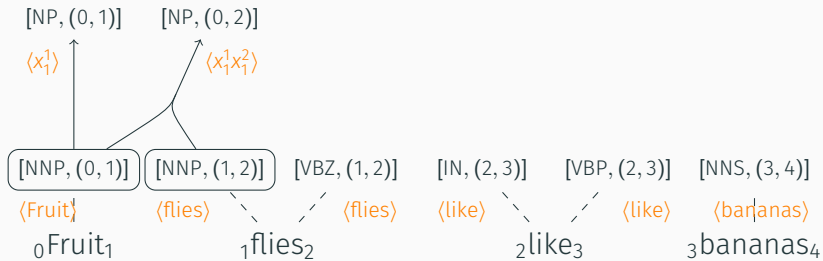 [NP, (0, 1)] [NP, (0, 2)]
⟨x₁¹⟩ ⟨x₁¹x₁²⟩
[NNP, (0, 1)] [NNP, (1, 2)] [VBZ, (1, 2)] [IN, (2, 3)] [VBP, (2, 3)] [NNS, (3, 4)]
⟨Fruit⟩ ⟨flies⟩ ⟨flies⟩ ⟨like⟩ ⟨like⟩ ⟨bananas⟩
₀Fruit₁ ₁flies₂ ₂like₃ ₃bananas₄